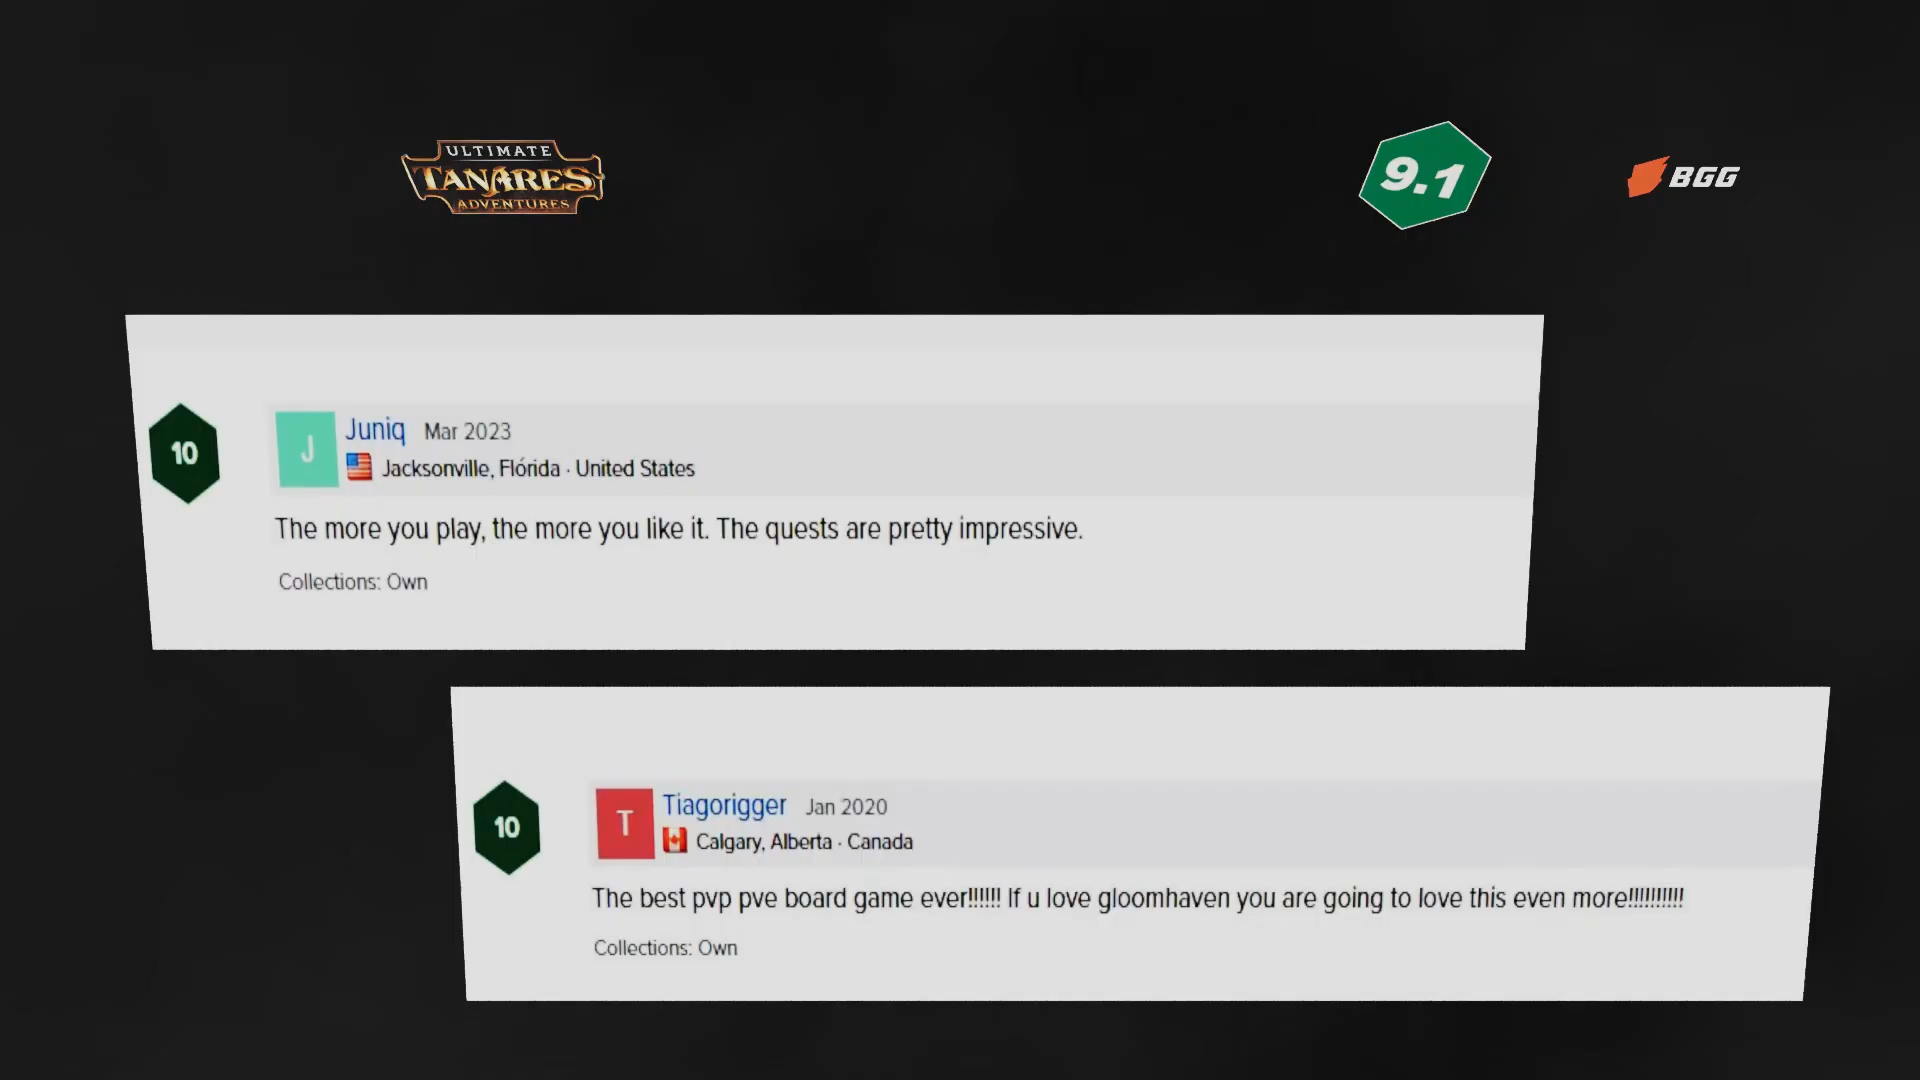 ULTIMATE
TANARES
ADVENTURES
9.1
BGG
10
J
Juniq Mar 2023
Jacksonville, Flórida · United States
The more you play, the more you like it. The quests are pretty impressive.
Collections: Own
10
T
Tiagorigger Jan 2020
Calgary, Alberta · Canada
The best pvp pve board game ever!!!!!! If u love gloomhaven you are going to love this even more!!!!!!!!!!
Collections: Own